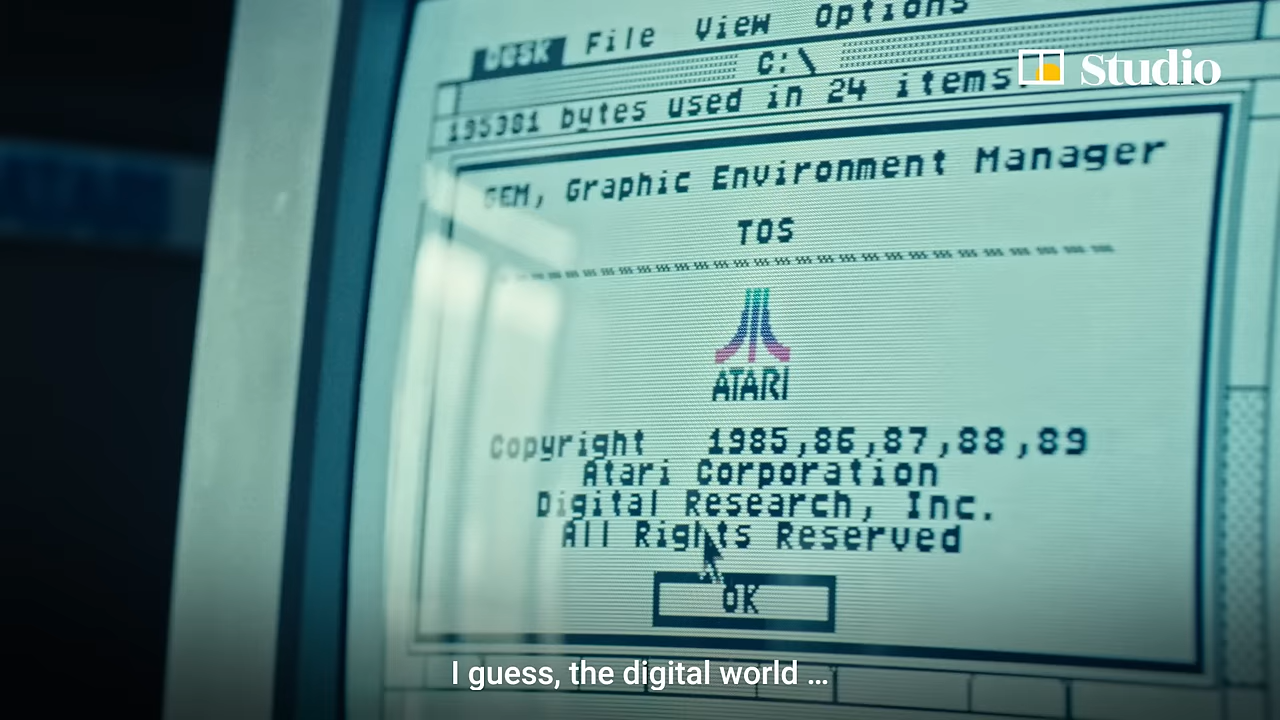 Desk File View Options
C:\
195381 bytes used in 24 items.
Studio
GEM, Graphic Environment Manager
TOS
ATARI
Copyright 1985,86,87,88,89
Atari Corporation
Digital Research, Inc.
All Rights Reserved
OK
I guess, the digital world …